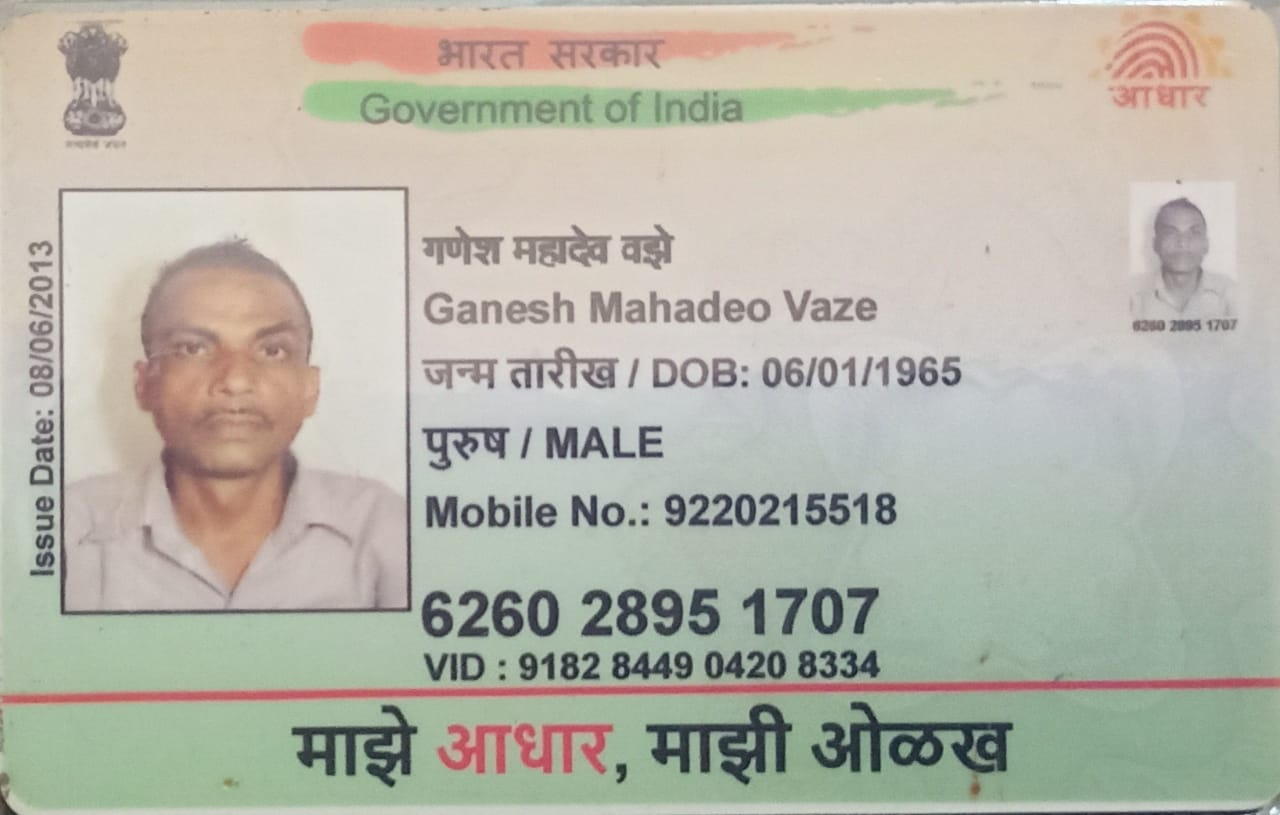 भारत सरकार
Government of India
आधार
सत्यमेव जयते
Issue Date: 08/06/2013
गणेश महादेव वझे
Ganesh Mahadeo Vaze
जन्म तारीख / DOB: 06/01/1965
पुरुष / MALE
Mobile No.: 9220215518
6260 2895 1707
6260 2895 1707
VID : 9182 8449 0420 8334
माझे आधार, माझी ओळख